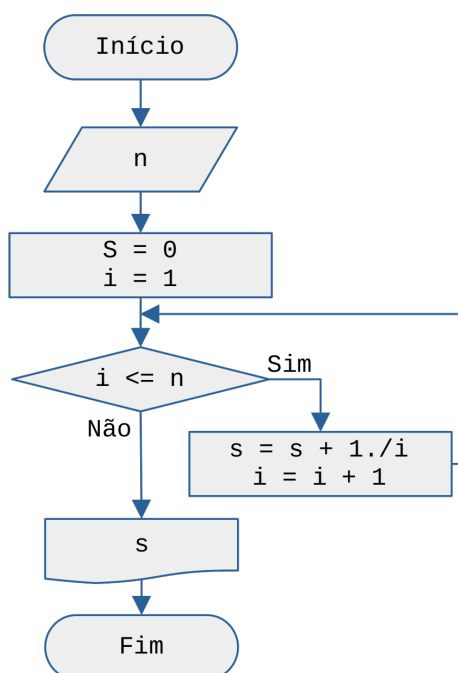 Início
n
S = 0
i = 1
i <= n
Sim
Não
s = s + 1./i
i = i + 1
s
Fim